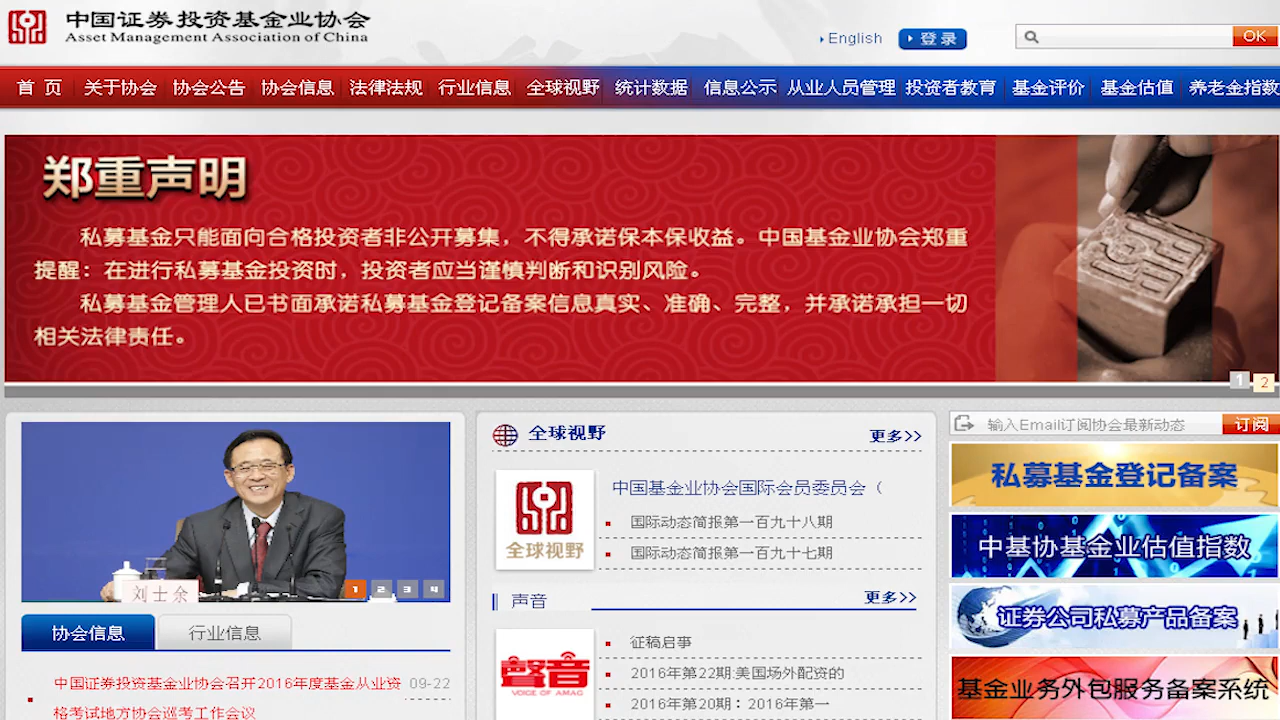 中国证券投资基金业协会
Asset Management Association of China
English
登录
OK
首 页 关于协会 协会公告 协会信息 法律法规 行业信息 全球视野 统计数据 信息公示 从业人员管理 投资者教育 基金评价 基金估值 养老金指数
郑重声明
私募基金只能面向合格投资者非公开募集，不得承诺保本保收益。中国基金业协会郑重
提醒：在进行私募基金投资时，投资者应当谨慎判断和识别风险。
私募基金管理人已书面承诺私募基金登记备案信息真实、准确、完整，并承诺承担一切
相关法律责任。
1 2
刘士余
1 2 3 4
协会信息 行业信息
中国证券投资基金业协会召开2016年度基金从业资 09-22
格考试地方协会巡考工作会议
全球视野 更多>>
全球视野
中国基金业协会国际会员委员会（
国际动态简报第一百九十八期
国际动态简报第一百九十七期
声音 更多>>
聲音
VOICE OF AMAC
征稿启事
2016年第22期:美国场外配资的
2016年第20期：2016年第一
输入Email订阅协会最新动态 订阅
私募基金登记备案
中基协基金业估值指数
证券公司私募产品备案
基金业务外包服务备案系统